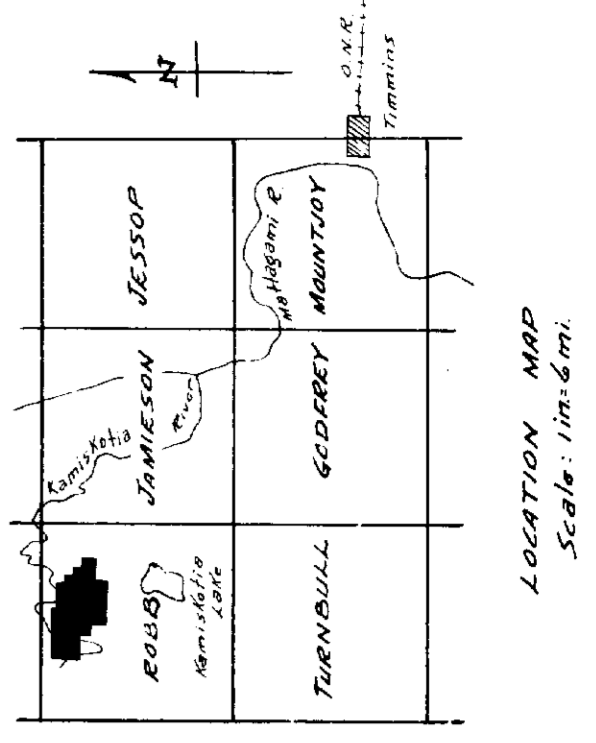 N
O.N.R.
Timmins
JESSOP
JAMIESON
Kamiskotia
River
ROBB
Kamiskotia
Lake
Mattagami R.
MOUNTJOY
GODFREY
TURNBULL
LOCATION MAP
Scale: 1in.=6mi.